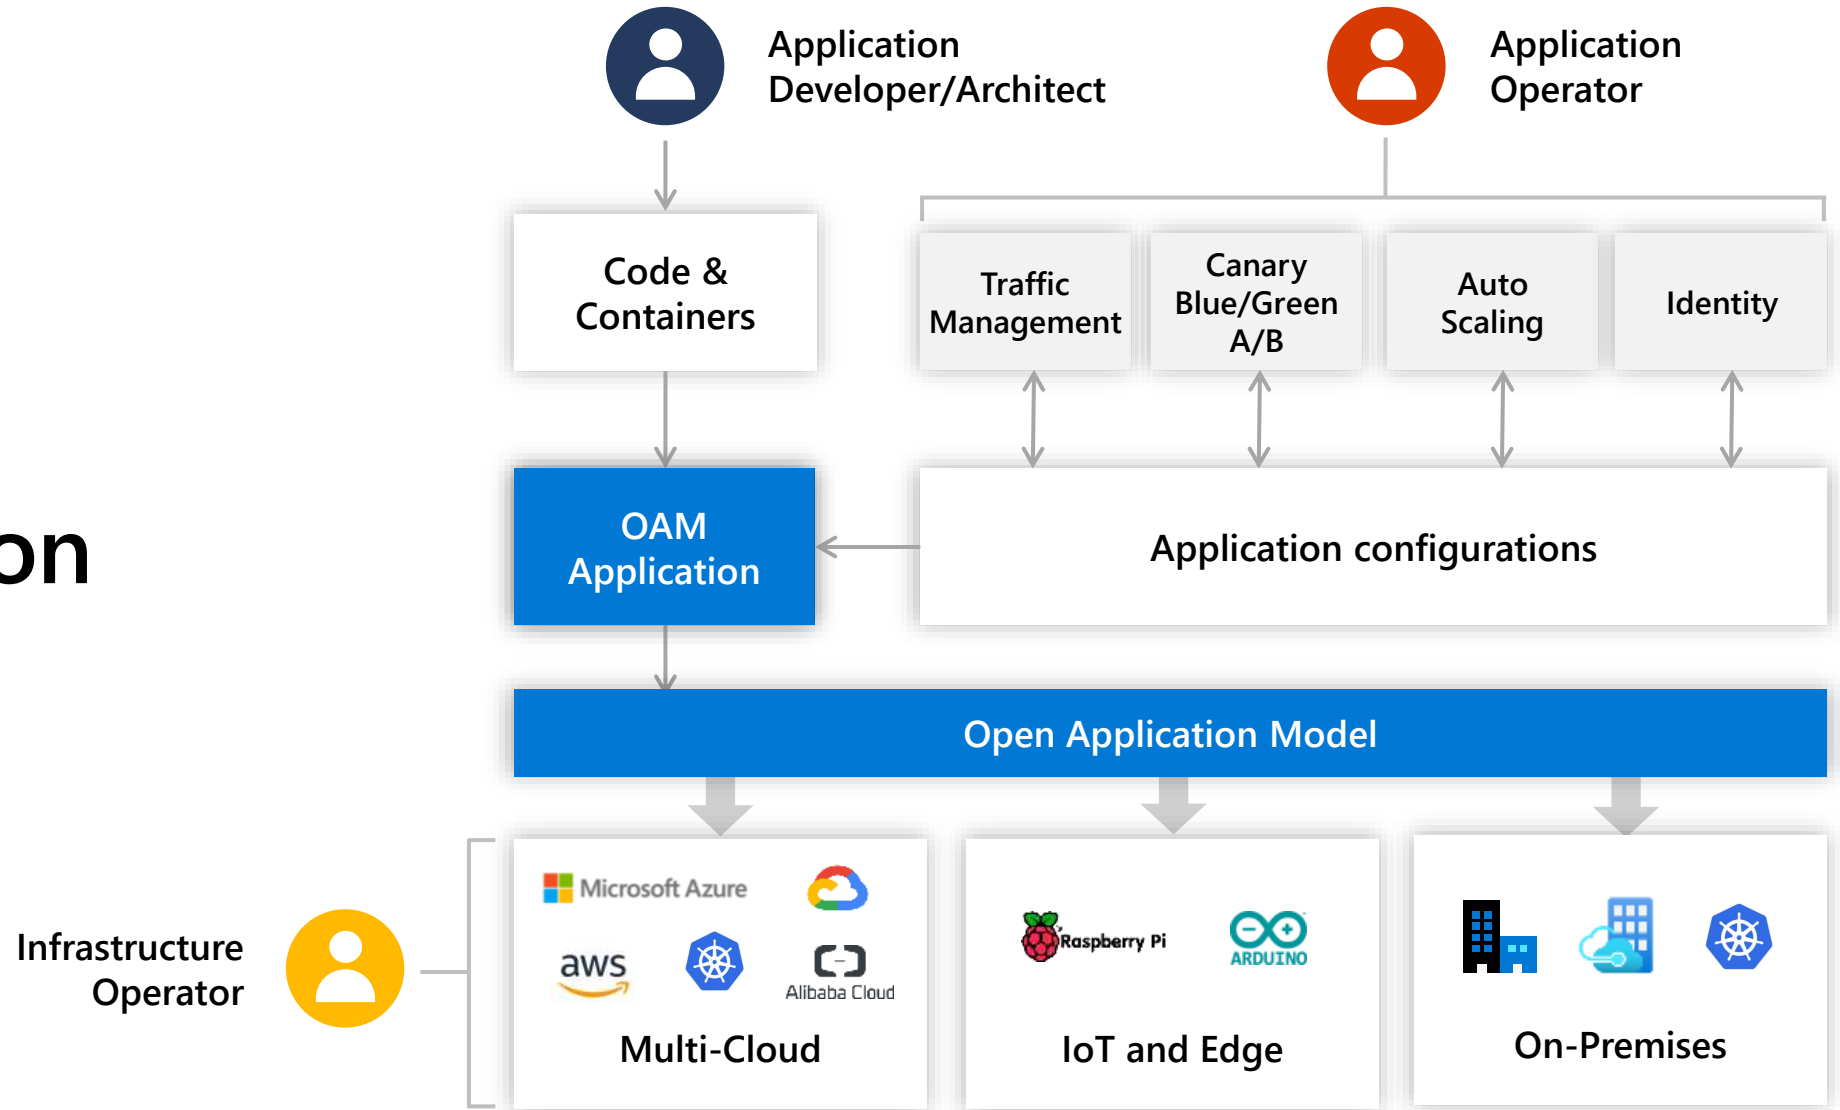 Application
Developer/Architect
Application
Operator
Code &
Containers
Traffic
Management
Canary
Blue/Green
A/B
Auto
Scaling
Identity
on
OAM
Application
Application configurations
Open Application Model
Infrastructure
Operator
Microsoft Azure
aws
Alibaba Cloud
Multi-Cloud
Raspberry Pi
ARDUINO
IoT and Edge
On-Premises